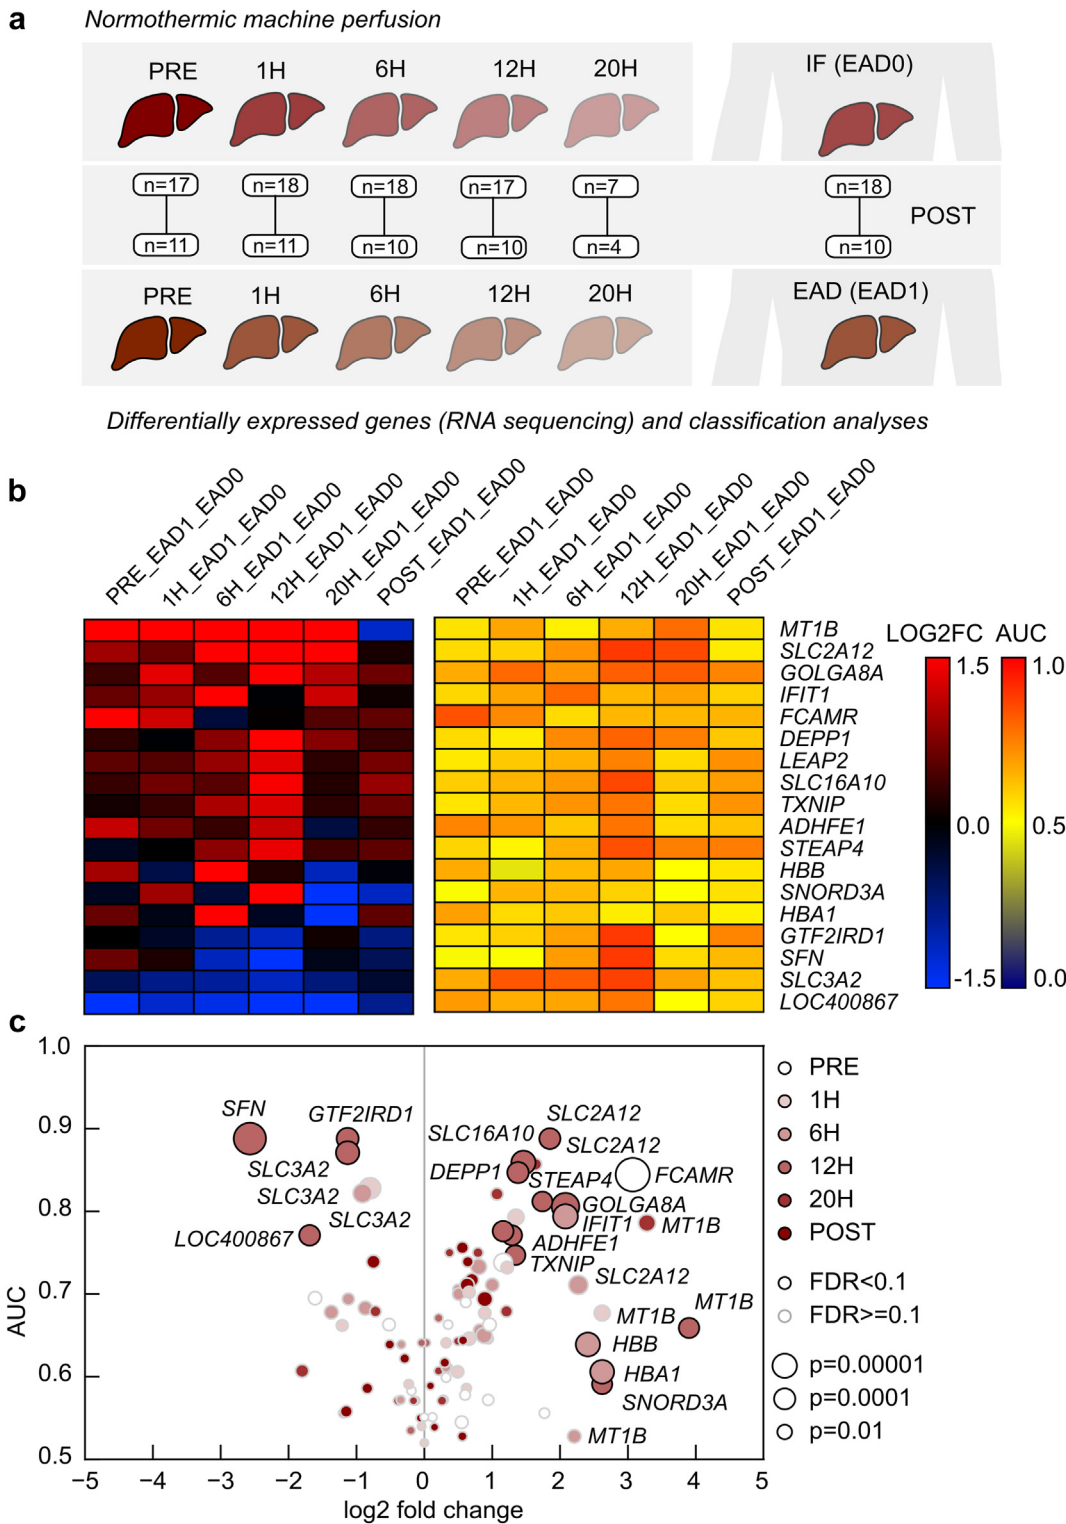 a
Normothermic machine perfusion
PRE 1H 6H 12H 20H IF (EAD0)
n=17 n=18 n=18 n=17 n=7 n=18
POST
n=11 n=11 n=10 n=10 n=4 n=10
PRE 1H 6H 12H 20H EAD (EAD1)
Differentially expressed genes (RNA sequencing) and classification analyses
b
PRE_EAD1_EAD0
1H_EAD1_EAD0
6H_EAD1_EAD0
12H_EAD1_EAD0
20H_EAD1_EAD0
POST_EAD1_EAD0
PRE_EAD1_EAD0
1H_EAD1_EAD0
6H_EAD1_EAD0
12H_EAD1_EAD0
20H_EAD1_EAD0
POST_EAD1_EAD0
MT1B
SLC2A12
GOLGA8A
IFIT1
FCAMR
DEPP1
LEAP2
SLC16A10
TXNIP
ADHFE1
STEAP4
HBB
SNORD3A
HBA1
GTF2IRD1
SFN
SLC3A2
LOC400867
LOG2FC AUC
1.5 1.0
0.0 0.5
-1.5 0.0
c
1.0
0.9
0.8
0.7
0.6
0.5
AUC
SFN
GTF2IRD1
SLC2A12
SLC16A10
SLC2A12
SLC3A2
DEPP1
STEAP4
FCAMR
SLC3A2
GOLGA8A
SLC3A2
IFIT1
MT1B
LOC400867
ADHFE1
TXNIP
SLC2A12
MT1B
MT1B
HBB
HBA1
SNORD3A
MT1B
−5 −4 −3 −2 −1 0 1 2 3 4 5
log2 fold change
PRE
1H
6H
12H
20H
POST
FDR<0.1
FDR>=0.1
p=0.00001
p=0.0001
p=0.01